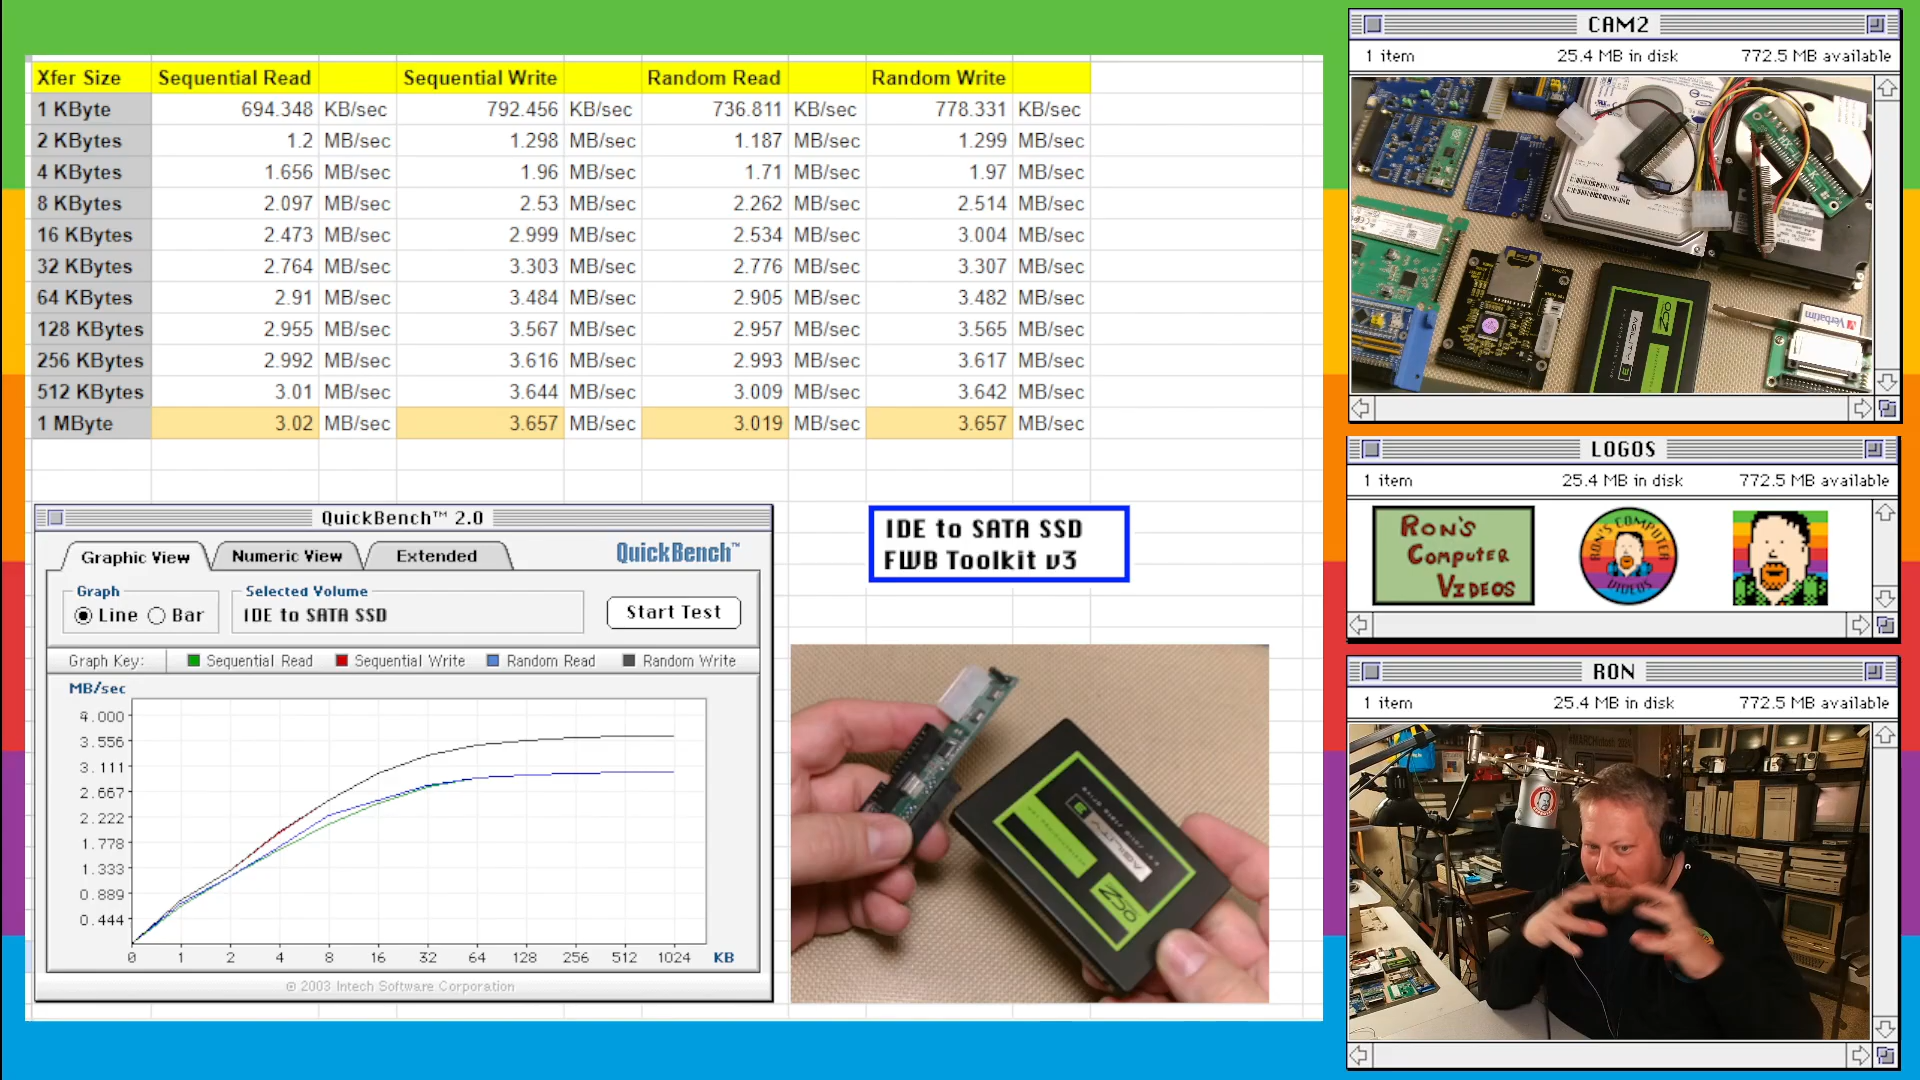 Xfer Size Sequential Read Sequential Write Random Read Random Write
1 KByte 694.348 KB/sec 792.456 KB/sec 736.811 KB/sec 778.331 KB/sec
2 KBytes 1.2 MB/sec 1.298 MB/sec 1.187 MB/sec 1.299 MB/sec
4 KBytes 1.656 MB/sec 1.96 MB/sec 1.71 MB/sec 1.97 MB/sec
8 KBytes 2.097 MB/sec 2.53 MB/sec 2.262 MB/sec 2.514 MB/sec
16 KBytes 2.473 MB/sec 2.999 MB/sec 2.534 MB/sec 3.004 MB/sec
32 KBytes 2.764 MB/sec 3.303 MB/sec 2.776 MB/sec 3.307 MB/sec
64 KBytes 2.91 MB/sec 3.484 MB/sec 2.905 MB/sec 3.482 MB/sec
128 KBytes 2.955 MB/sec 3.567 MB/sec 2.957 MB/sec 3.565 MB/sec
256 KBytes 2.992 MB/sec 3.616 MB/sec 2.993 MB/sec 3.617 MB/sec
512 KBytes 3.01 MB/sec 3.644 MB/sec 3.009 MB/sec 3.642 MB/sec
1 MByte 3.02 MB/sec 3.657 MB/sec 3.019 MB/sec 3.657 MB/sec
QuickBench™ 2.0
Graphic View Numeric View Extended QuickBench™
Graph Selected Volume
Line Bar IDE to SATA SSD Start Test
Graph Key: Sequential Read Sequential Write Random Read Random Write
MB/sec
4.000
3.556
3.111
2.667
2.222
1.778
1.333
0.889
0.444
0 1 2 4 8 16 32 64 128 256 512 1024 KB
© 2003 Intech Software Corporation
IDE to SATA SSD
FWB Toolkit v3
AGILITY 3
OCZ
CAM2
1 item 25.4 MB in disk 772.5 MB available
Verbatim
OCZ
AGILITY 3
LOGOS
1 item 25.4 MB in disk 772.5 MB available
RON'S
COMPUTER
VIDEOS
RON'S COMPUTER
VIDEOS
RON
1 item 25.4 MB in disk 772.5 MB available